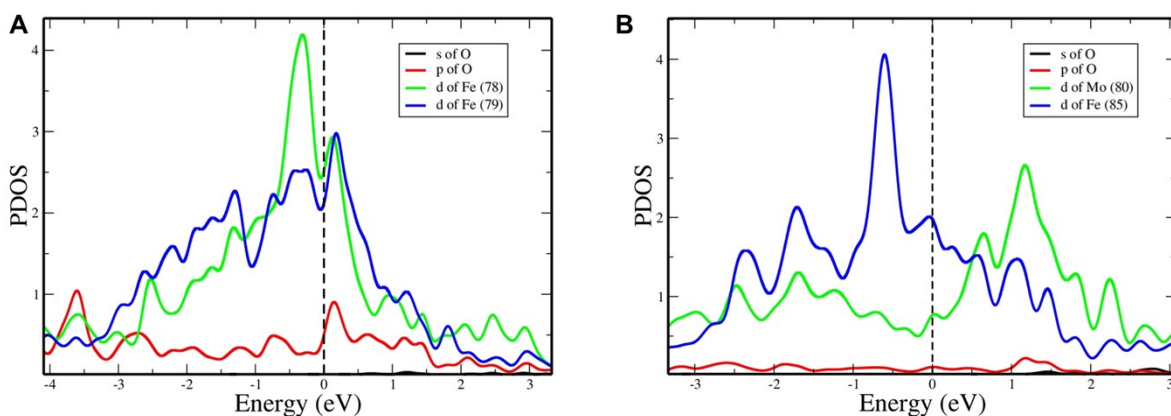 A
4
3
2
1
-4
-3
-2
-1
0
1
2
3
PDOS
Energy (eV)
s of O
p of O
d of Fe (78)
d of Fe (79)
B
4
3
2
1
-3
-2
-1
0
1
2
3
PDOS
Energy (eV)
s of O
p of O
d of Mo (80)
d of Fe (85)